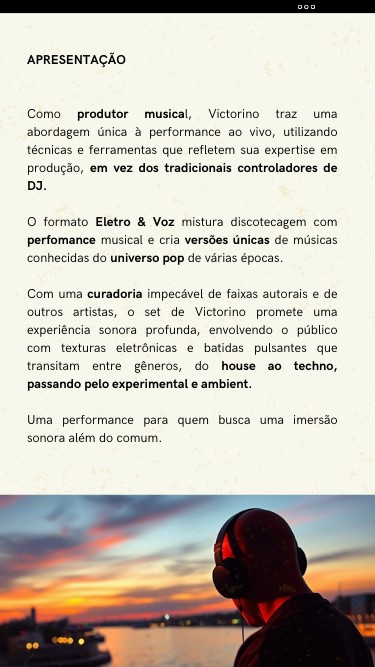 APRESENTAÇÃO
Como produtor musical, Victorino traz uma
abordagem única à performance ao vivo, utilizando
técnicas e ferramentas que refletem sua expertise em
produção, em vez dos tradicionais controladores de
DJ.
O formato Eletro & Voz mistura discotecagem com
perfomance musical e cria versões únicas de músicas
conhecidas do universo pop de várias épocas.
Com uma curadoria impecável de faixas autorais e de
outros artistas, o set de Victorino promete uma
experiência sonora profunda, envolvendo o público
com texturas eletrônicas e batidas pulsantes que
transitam entre gêneros, do house ao techno,
passando pelo experimental e ambient.
Uma performance para quem busca uma imersão
sonora além do comum.